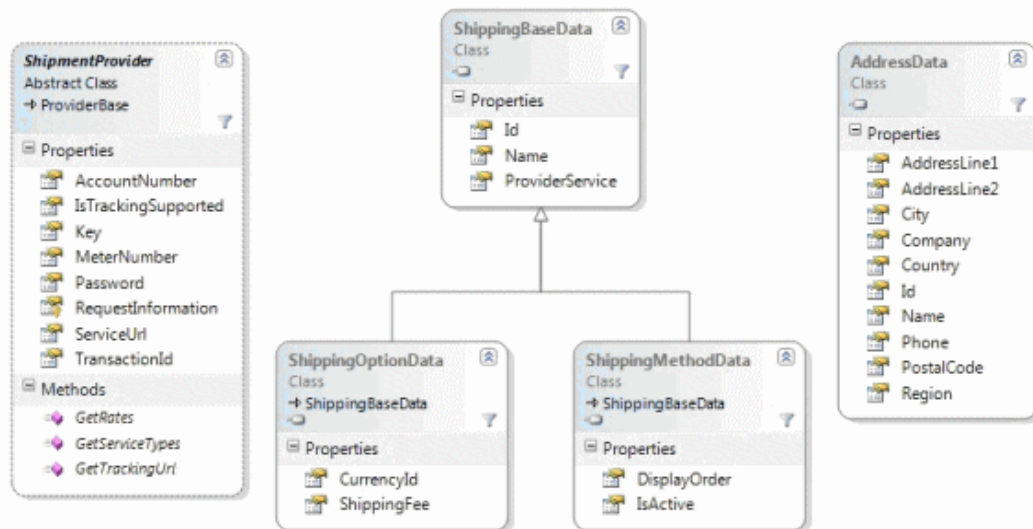 ShipmentProvider
Abstract Class
ProviderBase
Properties
AccountNumber
IsTrackingSupported
Key
MeterNumber
Password
RequestInformation
ServiceUrl
TransactionId
Methods
GetRates
GetServiceTypes
GetTrackingUrl
ShippingBaseData
Class
Properties
Id
Name
ProviderService
ShippingOptionData
Class
ShippingBaseData
Properties
CurrencyId
ShippingFee
ShippingMethodData
Class
ShippingBaseData
Properties
DisplayOrder
IsActive
AddressData
Class
Properties
AddressLine1
AddressLine2
City
Company
Country
Id
Name
Phone
PostalCode
Region